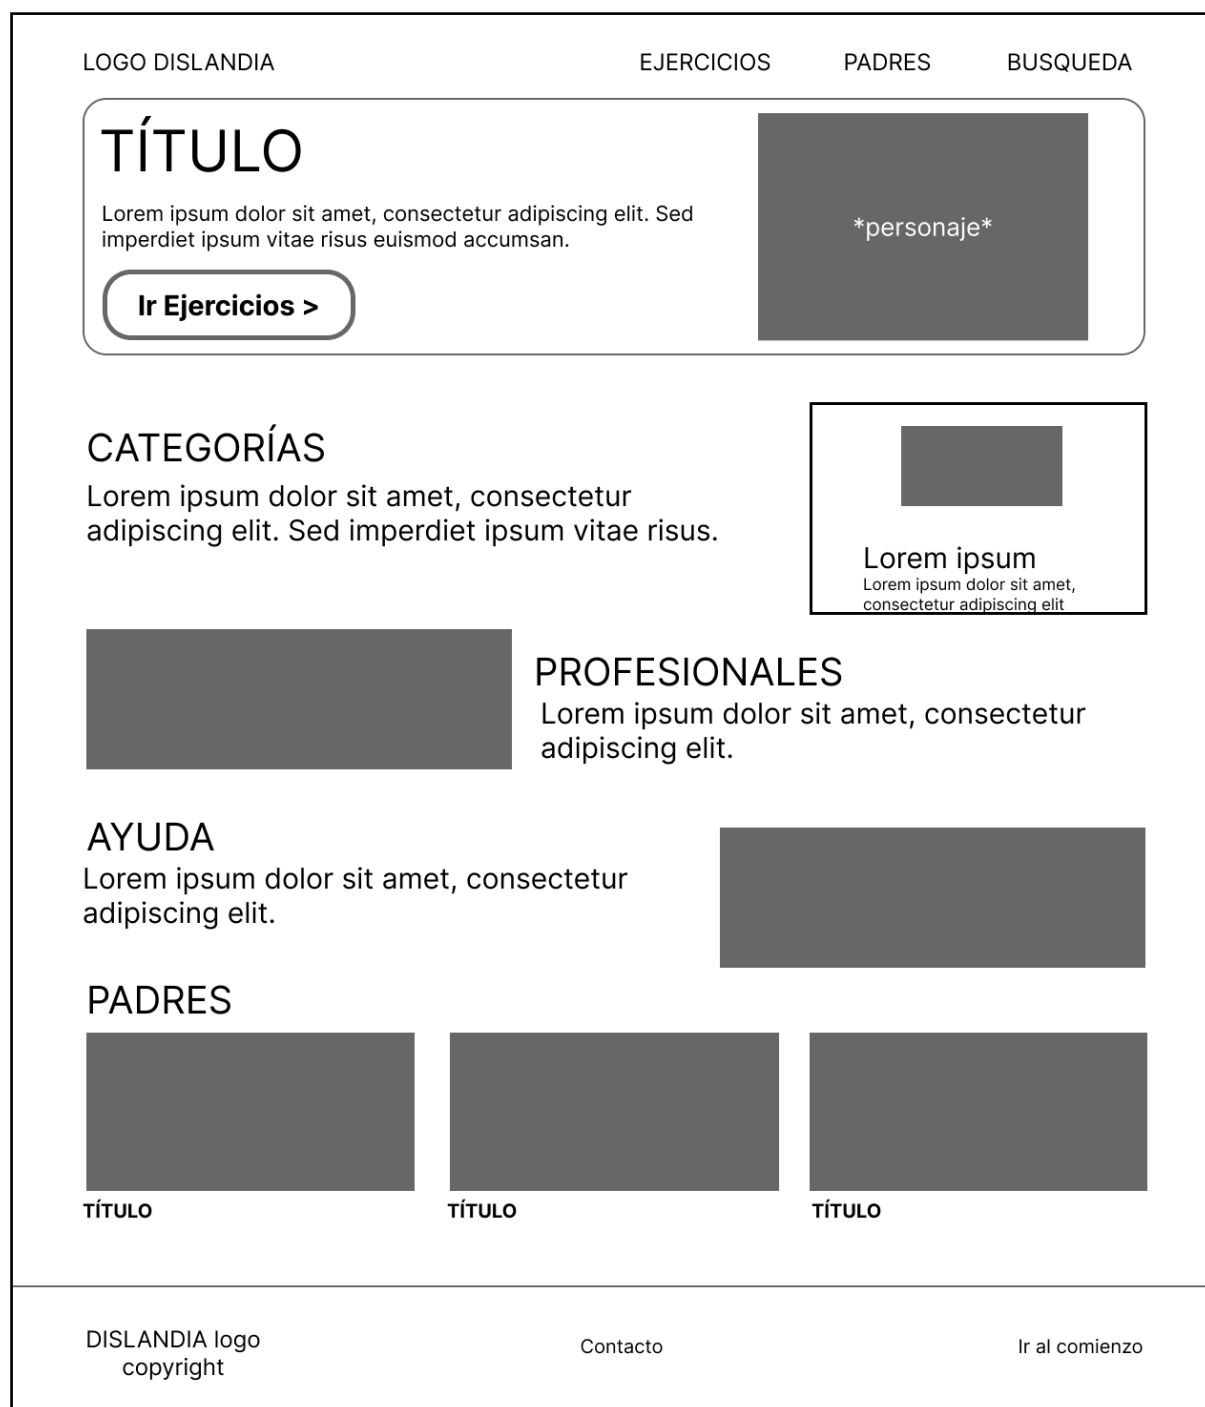 LOGO DISLANDIA
EJERCICIOS
PADRES
BUSQUEDA
TÍTULO
Lorem ipsum dolor sit amet, consectetur adipiscing elit. Sed
imperdiet ipsum vitae risus euismod accumsan.
Ir Ejercicios >
*personaje*
CATEGORÍAS
Lorem ipsum dolor sit amet, consectetur
adipiscing elit. Sed imperdiet ipsum vitae risus.
Lorem ipsum
Lorem ipsum dolor sit amet,
consectetur adipiscing elit
PROFESIONALES
Lorem ipsum dolor sit amet, consectetur
adipiscing elit.
AYUDA
Lorem ipsum dolor sit amet, consectetur
adipiscing elit.
PADRES
TÍTULO
TÍTULO
TÍTULO
DISLANDIA logo
copyright
Contacto
Ir al comienzo